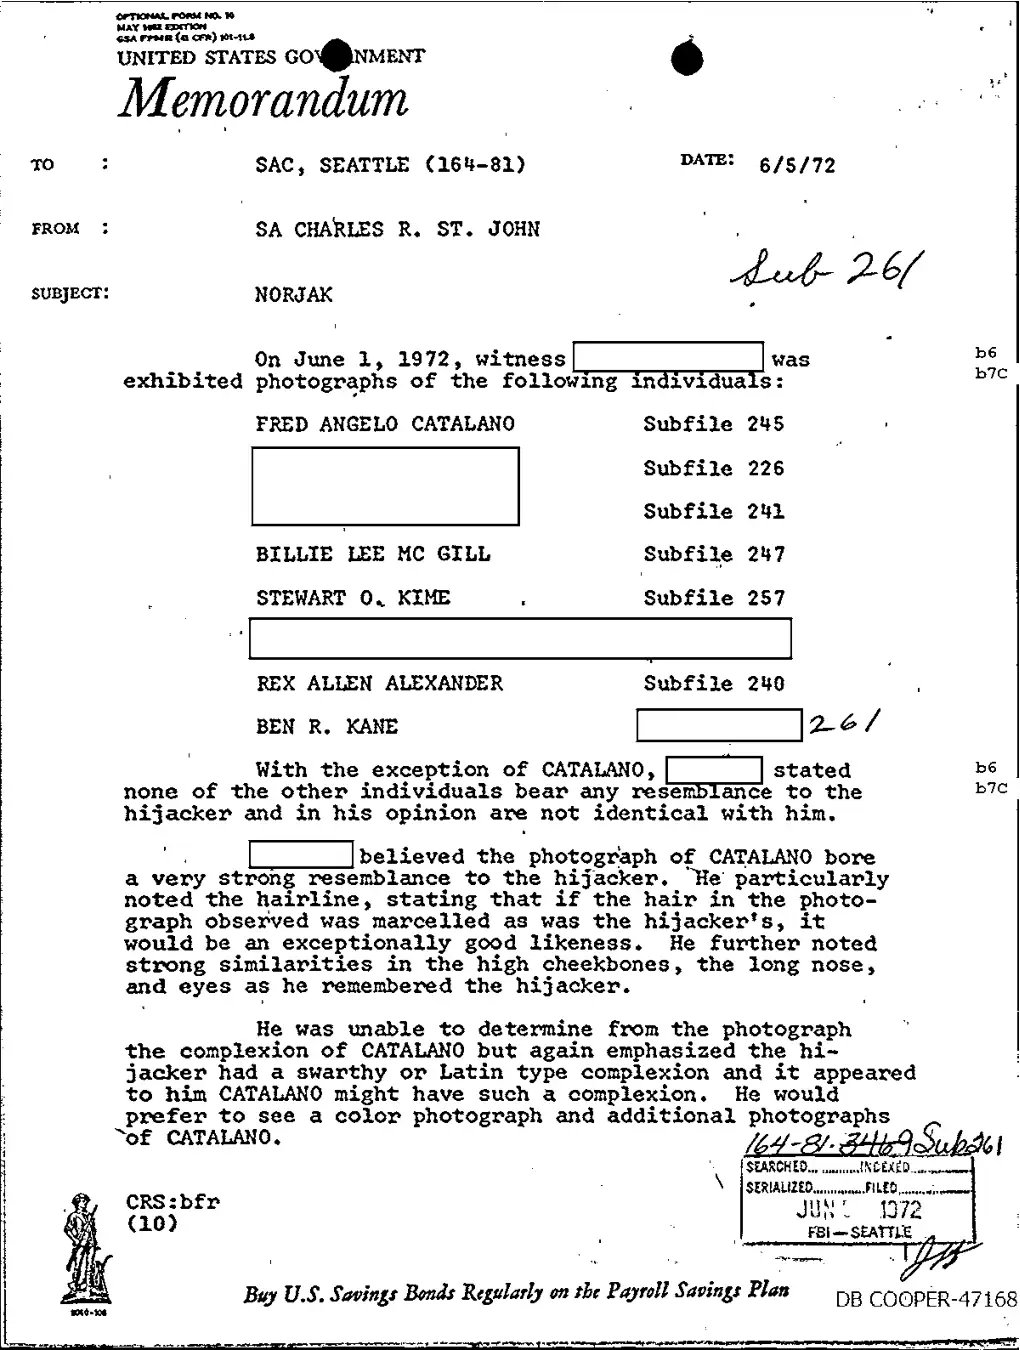 OPTIONAL FORM NO. 10
MAY 1962 EDITION
GSA FPMR (41 CFR) 101-11.6
UNITED STATES GOVERNMENT
Memorandum
TO : SAC, SEATTLE (164-81) DATE: 6/5/72
FROM : SA CHARLES R. ST. JOHN
Sub 261
SUBJECT: NORJAK
On June 1, 1972, witness was b6
exhibited photographs of the following individuals: b7C
FRED ANGELO CATALANO Subfile 245
Subfile 226
Subfile 241
BILLIE LEE MC GILL Subfile 247
STEWART O. KIME Subfile 257
REX ALLEN ALEXANDER Subfile 240
BEN R. KANE 261
With the exception of CATALANO, stated b6
none of the other individuals bear any resemblance to the b7C
hijacker and in his opinion are not identical with him.
believed the photograph of CATALANO bore
a very strong resemblance to the hijacker. He particularly
noted the hairline, stating that if the hair in the photo-
graph observed was marcelled as was the hijacker's, it
would be an exceptionally good likeness. He further noted
strong similarities in the high cheekbones, the long nose,
and eyes as he remembered the hijacker.
He was unable to determine from the photograph
the complexion of CATALANO but again emphasized the hi-
jacker had a swarthy or Latin type complexion and it appeared
to him CATALANO might have such a complexion. He would
prefer to see a color photograph and additional photographs
of CATALANO.
164-81-3469 Sub 261
SEARCHED............INDEXED............
SERIALIZED............FILED............
JUN 1972
FBI — SEATTLE
CRS:bfr
(10)
Buy U.S. Savings Bonds Regularly on the Payroll Savings Plan
5010-108
DB COOPER-47168